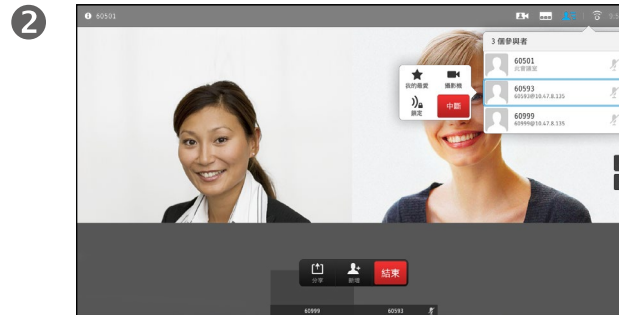 2
60501
3 個參與者
60501
此會議室
我的最愛
攝影機
60593
60593@10.47.8.135
鎖定
中斷
60999
60999@10.47.8.135
分享
新增
結束
60999
60593